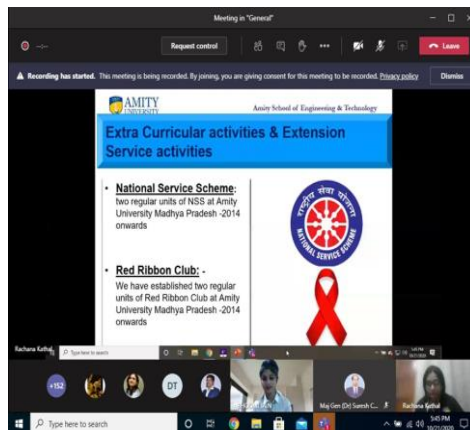 Meeting in "General"
Request control
Leave
Recording has started. This meeting is being recorded. By joining, you are giving consent for this meeting to be recorded. Privacy policy
Dismiss
AMITY
UNIVERSITY
Amity School of Engineering & Technology
Extra Curricular activities & Extension
Service activities
• National Service Scheme:
two regular units of NSS at Amity
University Madhya Pradesh -2014
onwards
राष्ट्रीय सेवा योजना
NATIONAL SERVICE SCHEME
• Red Ribbon Club: -
We have established two regular
units of Red Ribbon Club at Amity
University Madhya Pradesh -2014
onwards
Rachana Kathal
Type here to search
+152
DT
Maj Gen (Dr) Suresh C...
Rachana Kathal
Type here to search
5:45 PM
10/21/2020